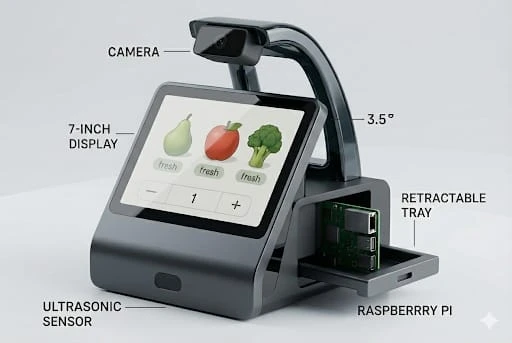 CAMERA
7-INCH
DISPLAY
3.5°
fresh
fresh
fresh
— 1 +
RETRACTABLE
TRAY
ULTRASONIC
SENSOR
RASPBERRRY PI